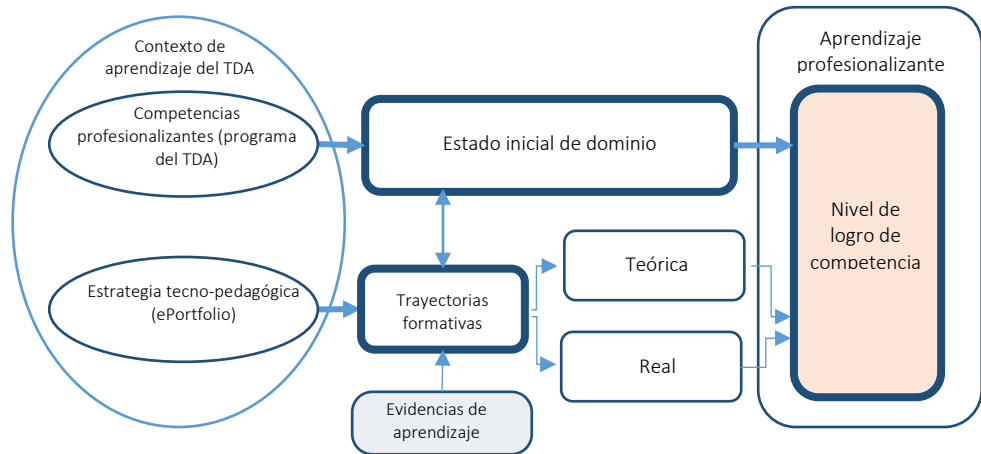 Contexto de
aprendizaje del TDA
Competencias
profesionalizantes (programa
del TDA)
Estrategia tecno-pedagógica
(ePortfolio)
Estado inicial de dominio
Trayectorias
formativas
Evidencias de
aprendizaje
Teórica
Real
Aprendizaje
profesionalizante
Nivel de
logro de
competencia